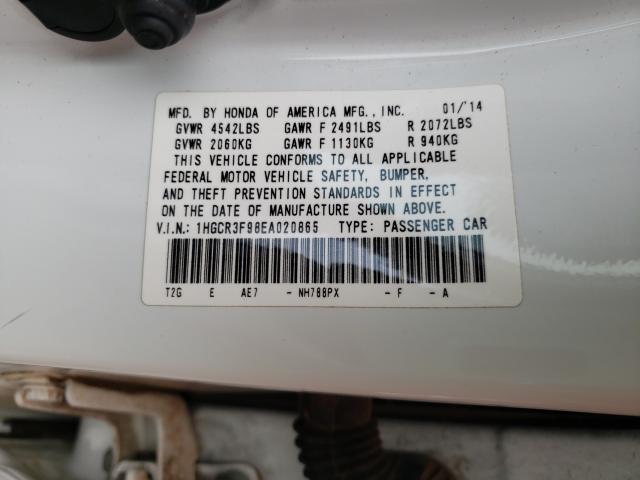 MFD. BY HONDA OF AMERICA MFG., INC. 01/'14
GVWR 4542LBS GAWR F 2491LBS R 2072LBS
GVWR 2060KG GAWR F 1130KG R 940KG
THIS VEHICLE CONFORMS TO ALL APPLICABLE
FEDERAL MOTOR VEHICLE SAFETY, BUMPER,
AND THEFT PREVENTION STANDARDS IN EFFECT
ON THE DATE OF MANUFACTURE SHOWN ABOVE.
V.I.N.: 1HGCR3F98EA020865 TYPE: PASSENGER CAR
T2G E AE7 - NH788PX - F - A